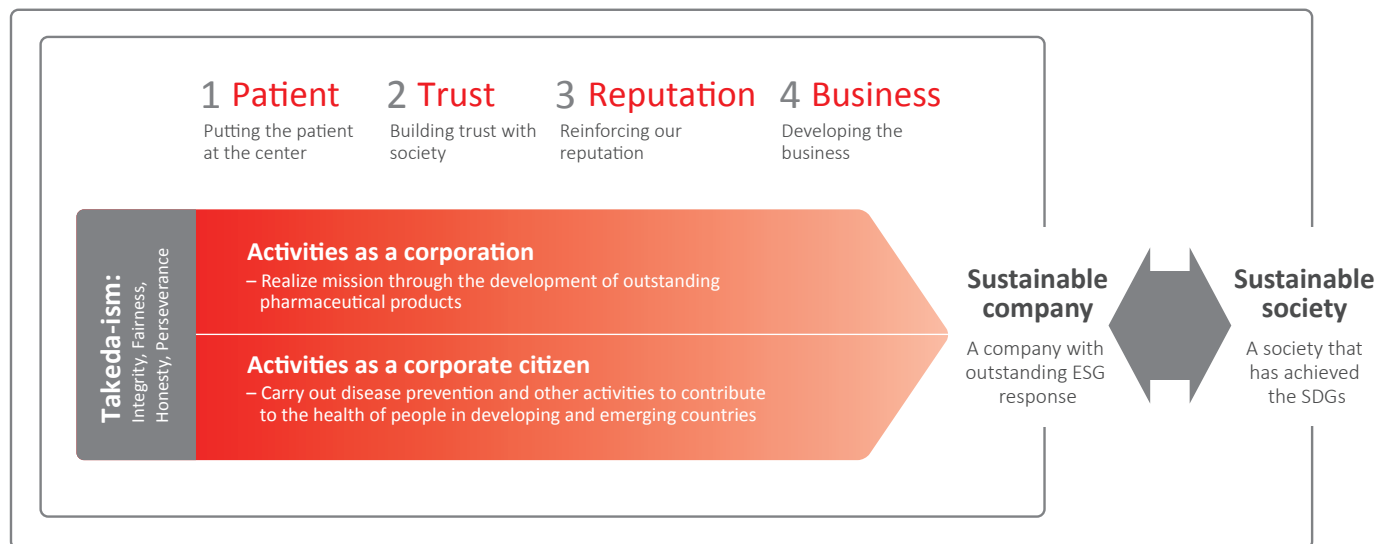 1 Patient
Putting the patient
at the center
2 Trust
Building trust with
society
3 Reputation
Reinforcing our
reputation
4 Business
Developing the
business
Takeda-ism:
Integrity, Fairness,
Honesty, Perseverance
Activities as a corporation
– Realize mission through the development of outstanding
pharmaceutical products
Activities as a corporate citizen
– Carry out disease prevention and other activities to contribute
to the health of people in developing and emerging countries
Sustainable
company
A company with
outstanding ESG
response
Sustainable
society
A society that
has achieved
the SDGs